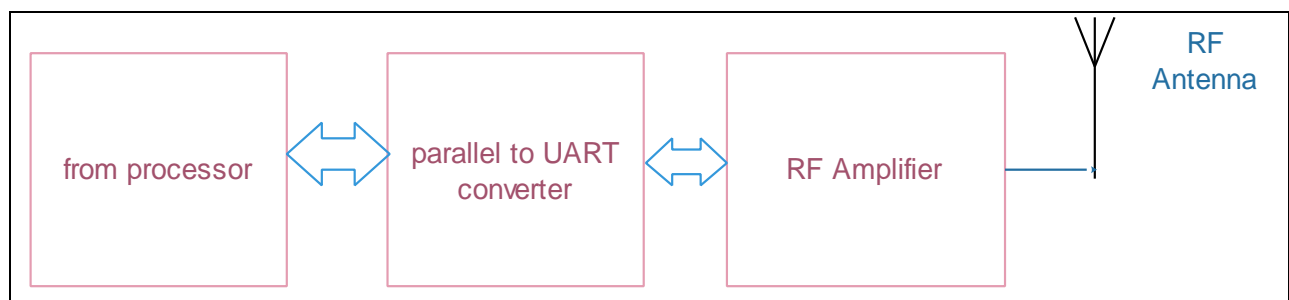 from processor
parallel to UART
converter
RF Amplifier
RF
Antenna